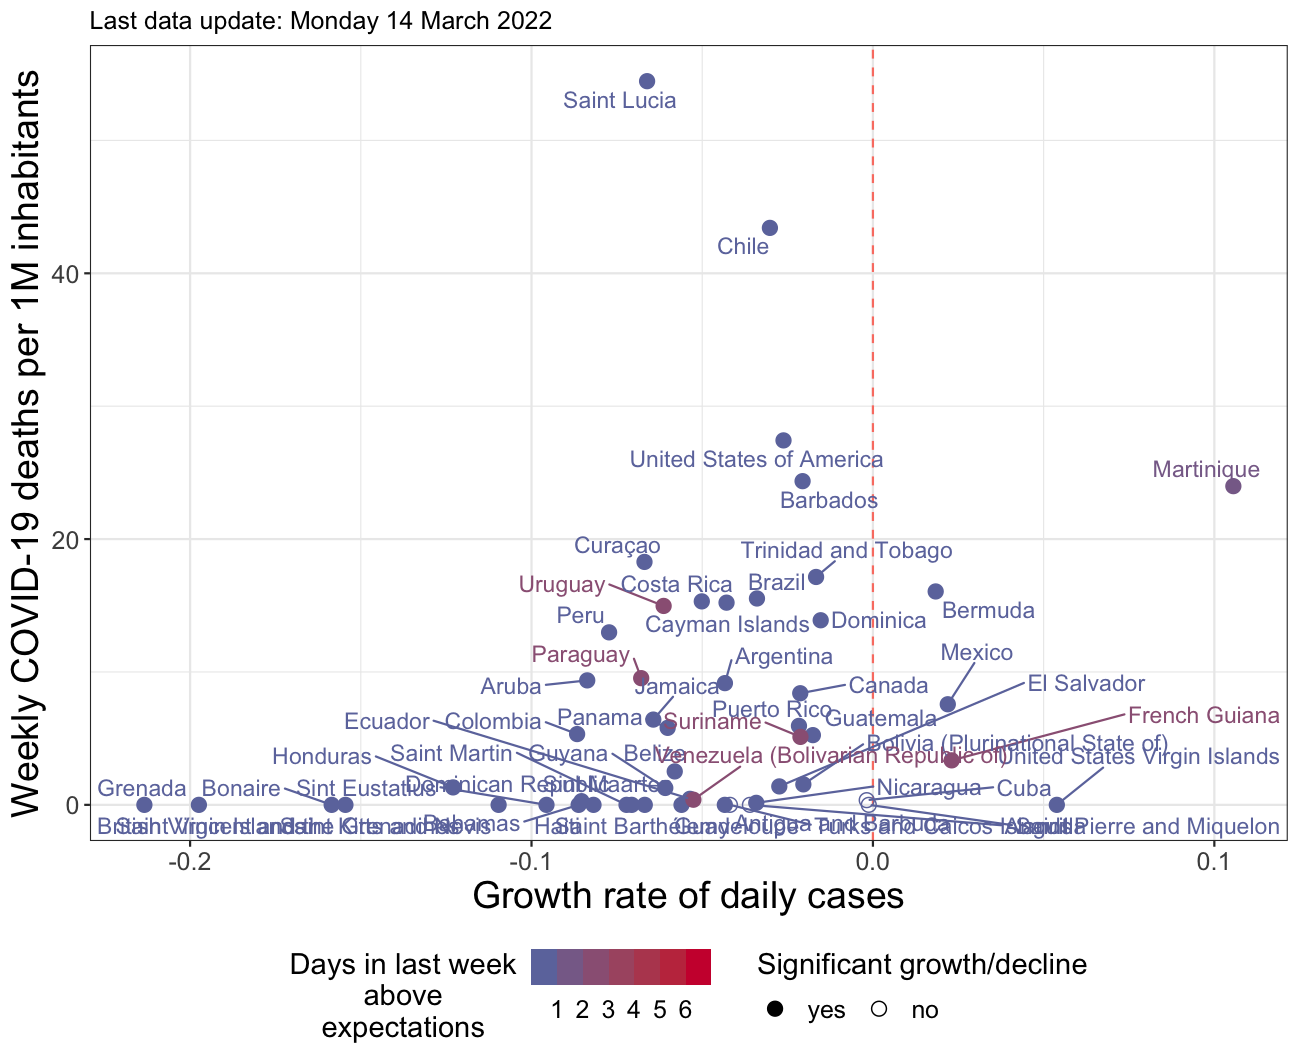 Last data update: Monday 14 March 2022
Weekly COVID-19 deaths per 1M inhabitants
Saint Lucia
Chile
40
United States of America
Martinique
Barbados
20
Curaçao
Trinidad and Tobago
Uruguay
Costa Rica
Brazil
Bermuda
Peru
Cayman Islands
Dominica
Paraguay
Argentina
Mexico
Aruba
Jamaica
Canada
El Salvador
Puerto Rico
Ecuador
Colombia
Panama
Suriname
Guatemala
French Guiana
Bolivia (Plurinational State of)
Honduras
Saint Martin
Guyana
Belize
Venezuela (Bolivarian Republic of)
United States Virgin Islands
Grenada
Bonaire
Sint Eustatius
Dominican Republic
Sint Maarten
Nicaragua
Cuba
0
British Virgin Islands
Saint Vincent and the Grenadines
Saint Kitts and Nevis
Bahamas
Haiti
Saint Barthelemy
Guadeloupe
Antigua and Barbuda
Turks and Caicos Islands
Anguilla
Saint Pierre and Miquelon
-0.2
-0.1
0.0
0.1
Growth rate of daily cases
Days in last week
above
expectations
1 2 3 4 5 6
Significant growth/decline
yes
no